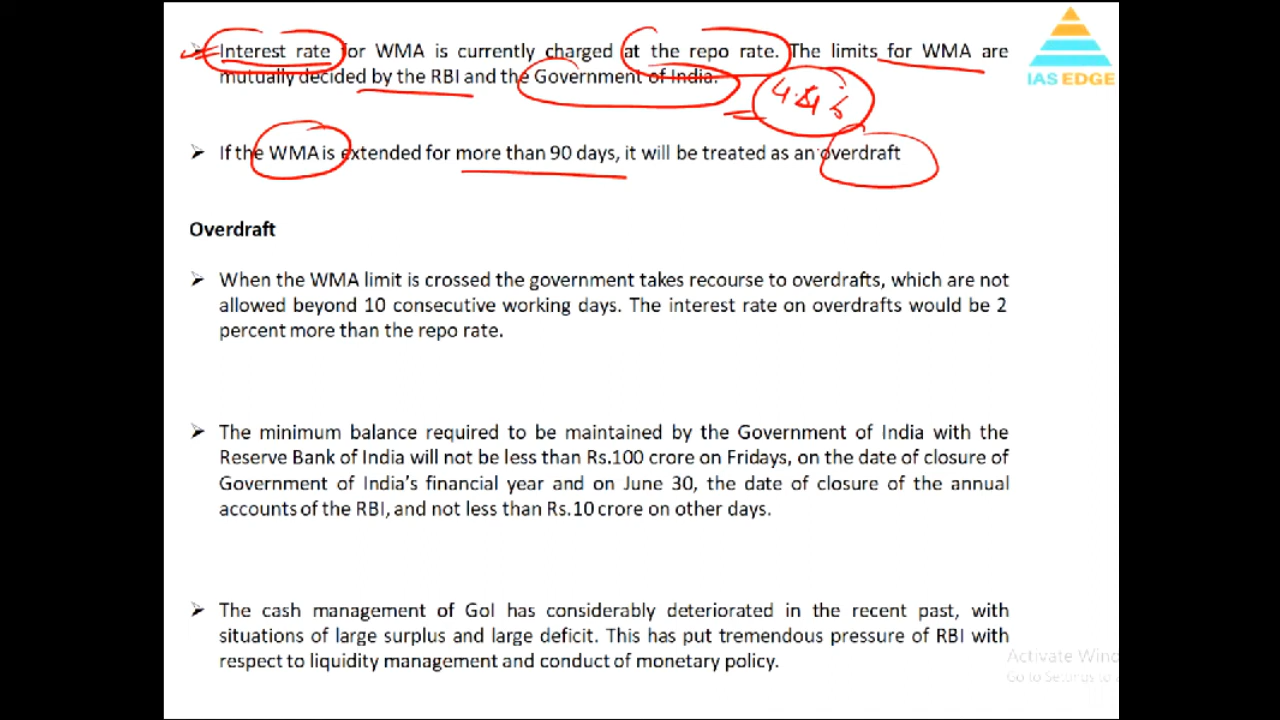 ➢ Interest rate for WMA is currently charged at the repo rate. The limits for WMA are
mutually decided by the RBI and the Government of India.
IAS EDGE
➢ If the WMA is extended for more than 90 days, it will be treated as an overdraft
Overdraft
➢ When the WMA limit is crossed the government takes recourse to overdrafts, which are not
allowed beyond 10 consecutive working days. The interest rate on overdrafts would be 2
percent more than the repo rate.
➢ The minimum balance required to be maintained by the Government of India with the
Reserve Bank of India will not be less than Rs.100 crore on Fridays, on the date of closure of
Government of India's financial year and on June 30, the date of closure of the annual
accounts of the RBI, and not less than Rs.10 crore on other days.
➢ The cash management of GoI has considerably deteriorated in the recent past, with
situations of large surplus and large deficit. This has put tremendous pressure of RBI with
respect to liquidity management and conduct of monetary policy.
Activate Wind
Go to Settings to